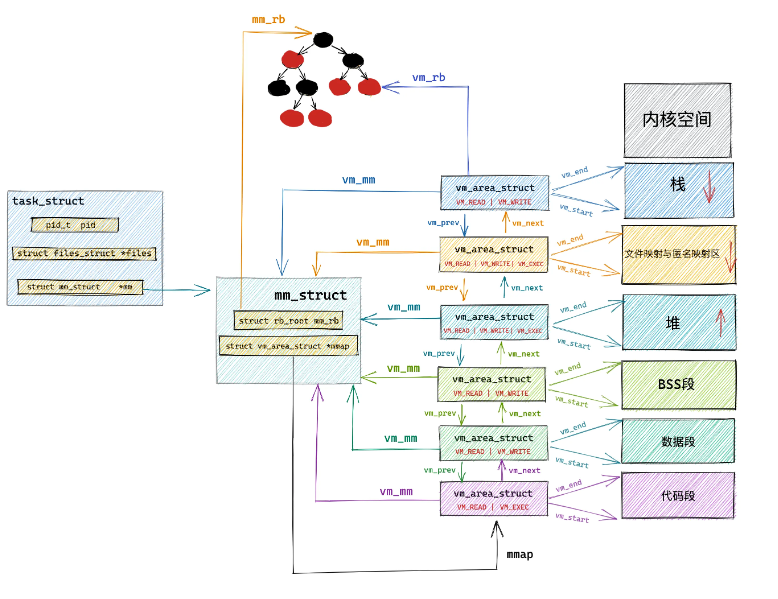 mm_rb
vm_rb
内核空间
task_struct
pid_t pid
struct files_struct *files
struct mm_struct *mm
vm_mm
vm_area_struct
VM_READ | VM_WRITE
vm_end
vm_start
栈
vm_prev
vm_next
vm_mm
vm_area_struct
VM_READ | VM_WRITE| VM_EXEC
vm_end
vm_start
文件映射与匿名映射区
vm_prev
vm_next
mm_struct
struct rb_root mm_rb
struct vm_area_struct *mmap
vm_mm
vm_area_struct
VM_READ | VM_WRITE| VM_EXEC
vm_end
vm_start
堆
vm_prev
vm_next
vm_mm
vm_area_struct
VM_READ | VM_WRITE
vm_end
vm_start
BSS段
vm_prev
vm_next
vm_mm
vm_area_struct
VM_READ | VM_WRITE
vm_end
vm_start
数据段
vm_prev
vm_next
vm_mm
vm_area_struct
VM_READ | VM_EXEC
vm_end
vm_start
代码段
mmap